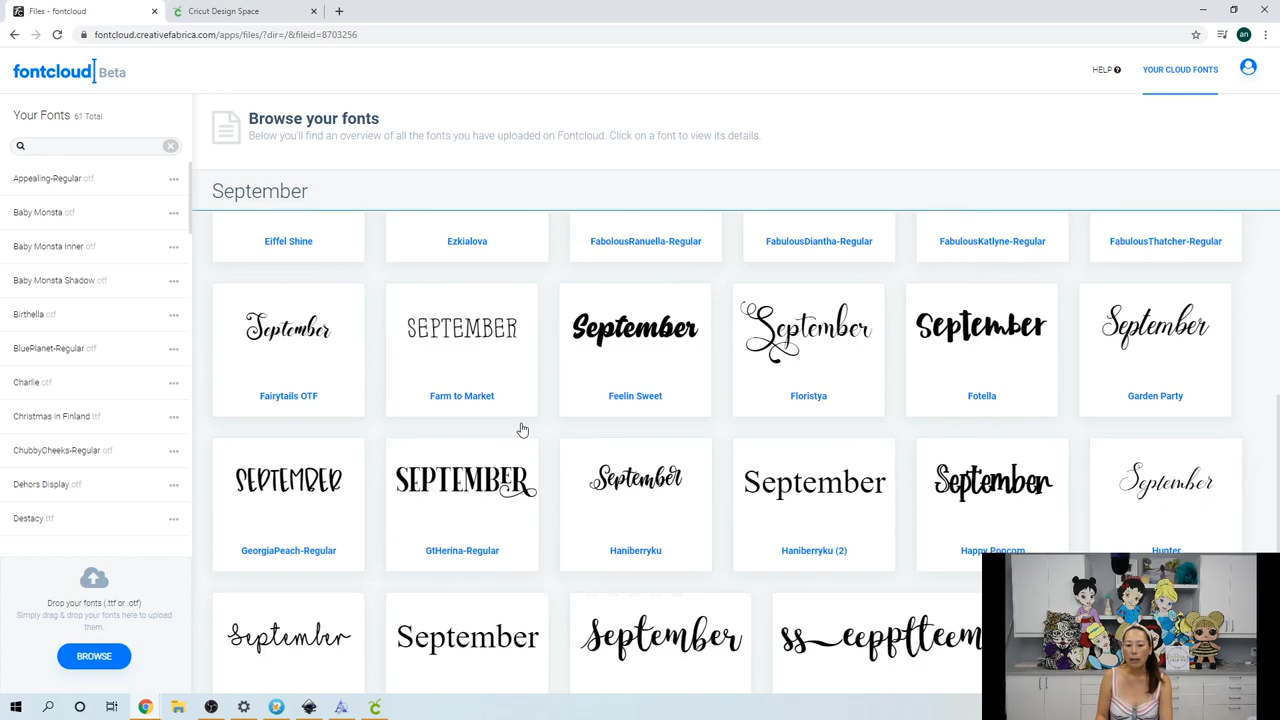 Files - fontcloud
Cricut Design Space
fontcloud.creativefabrica.com/apps/files/?dir=/&fileid=8703256
an
fontcloud Beta
HELP
YOUR CLOUD FONTS
Your Fonts 61 Total
Browse your fonts
Below you'll find an overview of all the fonts you have uploaded on Fontcloud. Click on a font to view its details.
Appealing-Regular.otf
Baby Monsta.otf
Baby Monsta Inner.otf
Baby Monsta Shadow.otf
Birthella.otf
BluePlanet-Regular.otf
Charlie.otf
Christmas in Finland.ttf
ChubbyCheeks-Regular.otf
Dehors Display.otf
Destacy.ttf
Drop your fonts (.ttf or .otf)
Simply drag & drop your fonts here to upload
them.
BROWSE
September
Eiffel Shine Ezkialova FabolousRanuella-Regular FabulousDiantha-Regular FabulousKatlyne-Regular FabulousThatcher-Regular
September SEPTEMBER September September September September
Fairytails OTF Farm to Market Feelin Sweet Floristya Fotella Garden Party
SEPTEMBER SEPTEMBER September September September September
GeorgiaPeach-Regular GtHerina-Regular Haniberryku Haniberryku (2) Happy Popcorn Hunter
September September September